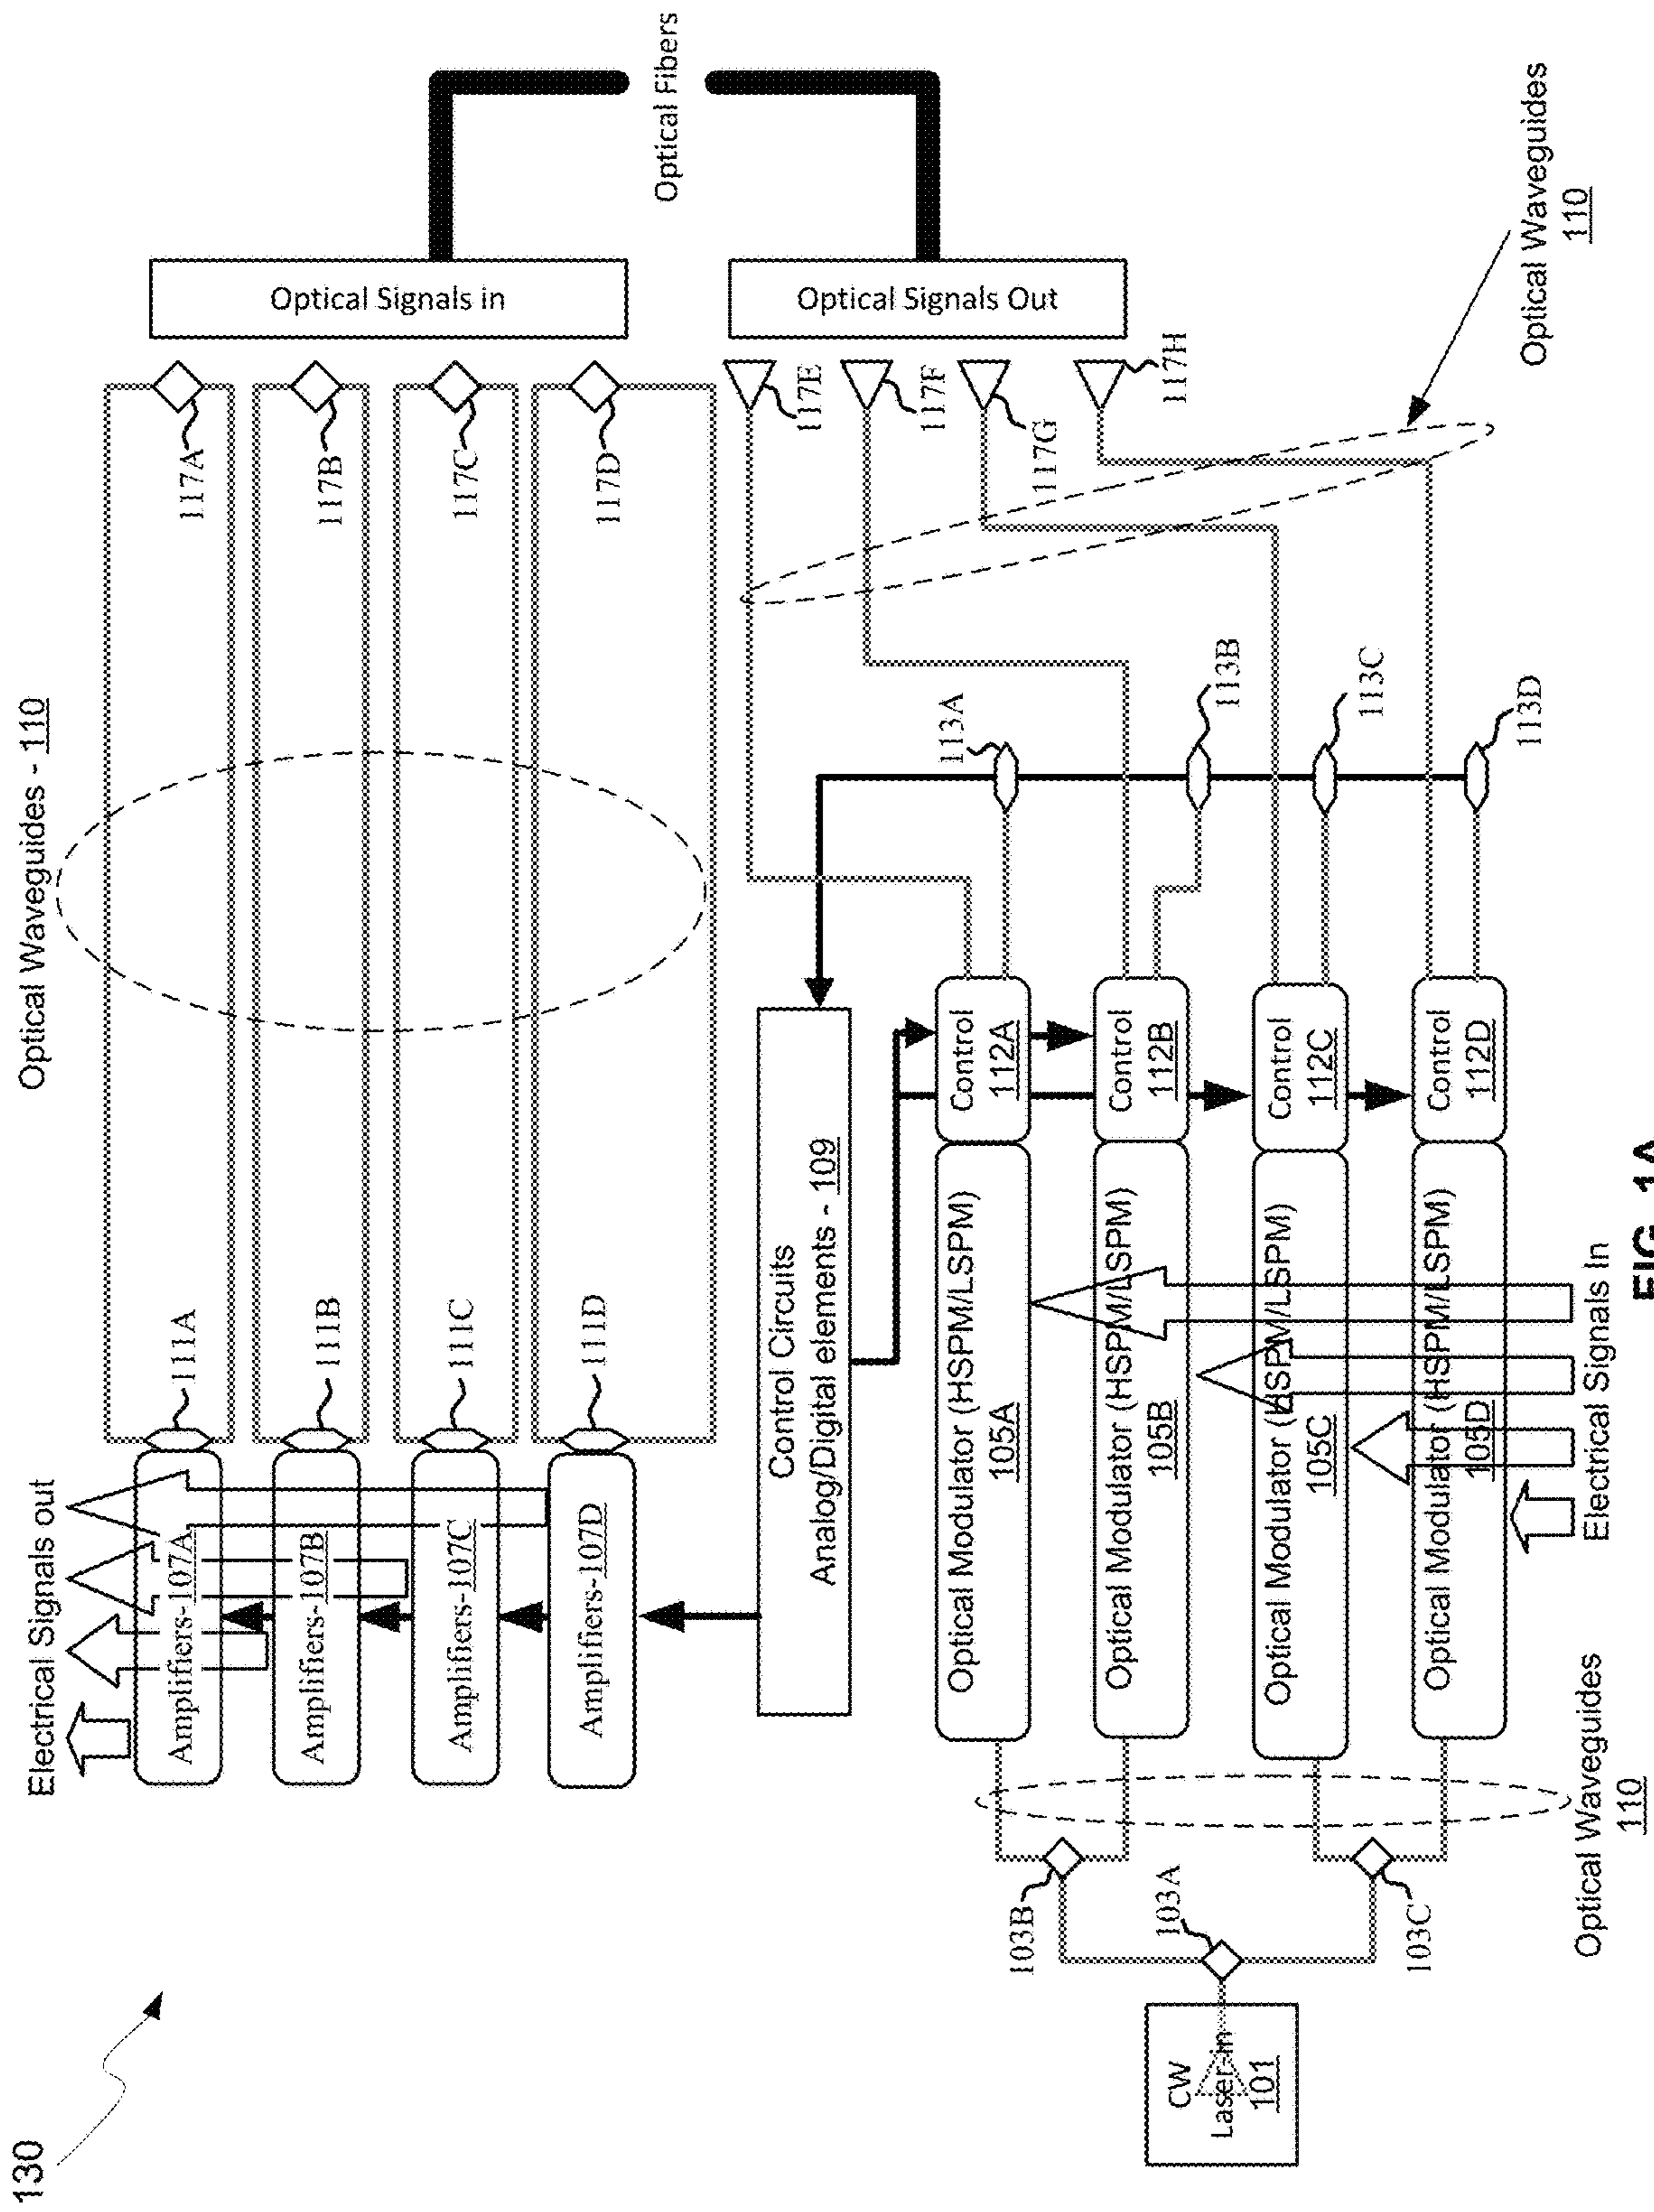 130
Optical Waveguides - 110
Electrical Signals out
Amplifiers-107A
Amplifiers-107B
Amplifiers-107C
Amplifiers-107D
111A
111B
111C
111D
117A
117B
117C
117D
Optical Signals in
Optical Fibers
Optical Signals Out
117E
117F
117G
117H
Optical Waveguides
110
Control Circuits
Analog/Digital elements - 109
113A
113B
113C
113D
Control
112A
Control
112B
Control
112C
Control
112D
Optical Modulator (HSPM/LSPM)
105A
Optical Modulator (HSPM/LSPM)
105B
Optical Modulator (HSPM/LSPM)
105C
Optical Modulator (HSPM/LSPM)
105D
103B
103A
103C
CW
Laser-in
101
Optical Waveguides
110
Electrical Signals In
FIG. 1A